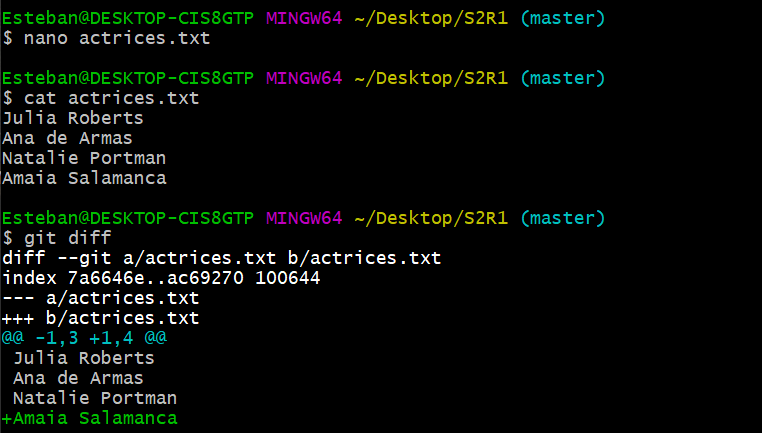 Esteban@DESKTOP-CIS8GTP MINGW64 ~/Desktop/S2R1 (master)
$ nano actrices.txt
Esteban@DESKTOP-CIS8GTP MINGW64 ~/Desktop/S2R1 (master)
$ cat actrices.txt
Julia Roberts
Ana de Armas
Natalie Portman
Amaia Salamanca
Esteban@DESKTOP-CIS8GTP MINGW64 ~/Desktop/S2R1 (master)
$ git diff
diff --git a/actrices.txt b/actrices.txt
index 7a6646e..ac69270 100644
--- a/actrices.txt
+++ b/actrices.txt
@@ -1,3 +1,4 @@
 Julia Roberts
 Ana de Armas
 Natalie Portman
+Amaia Salamanca